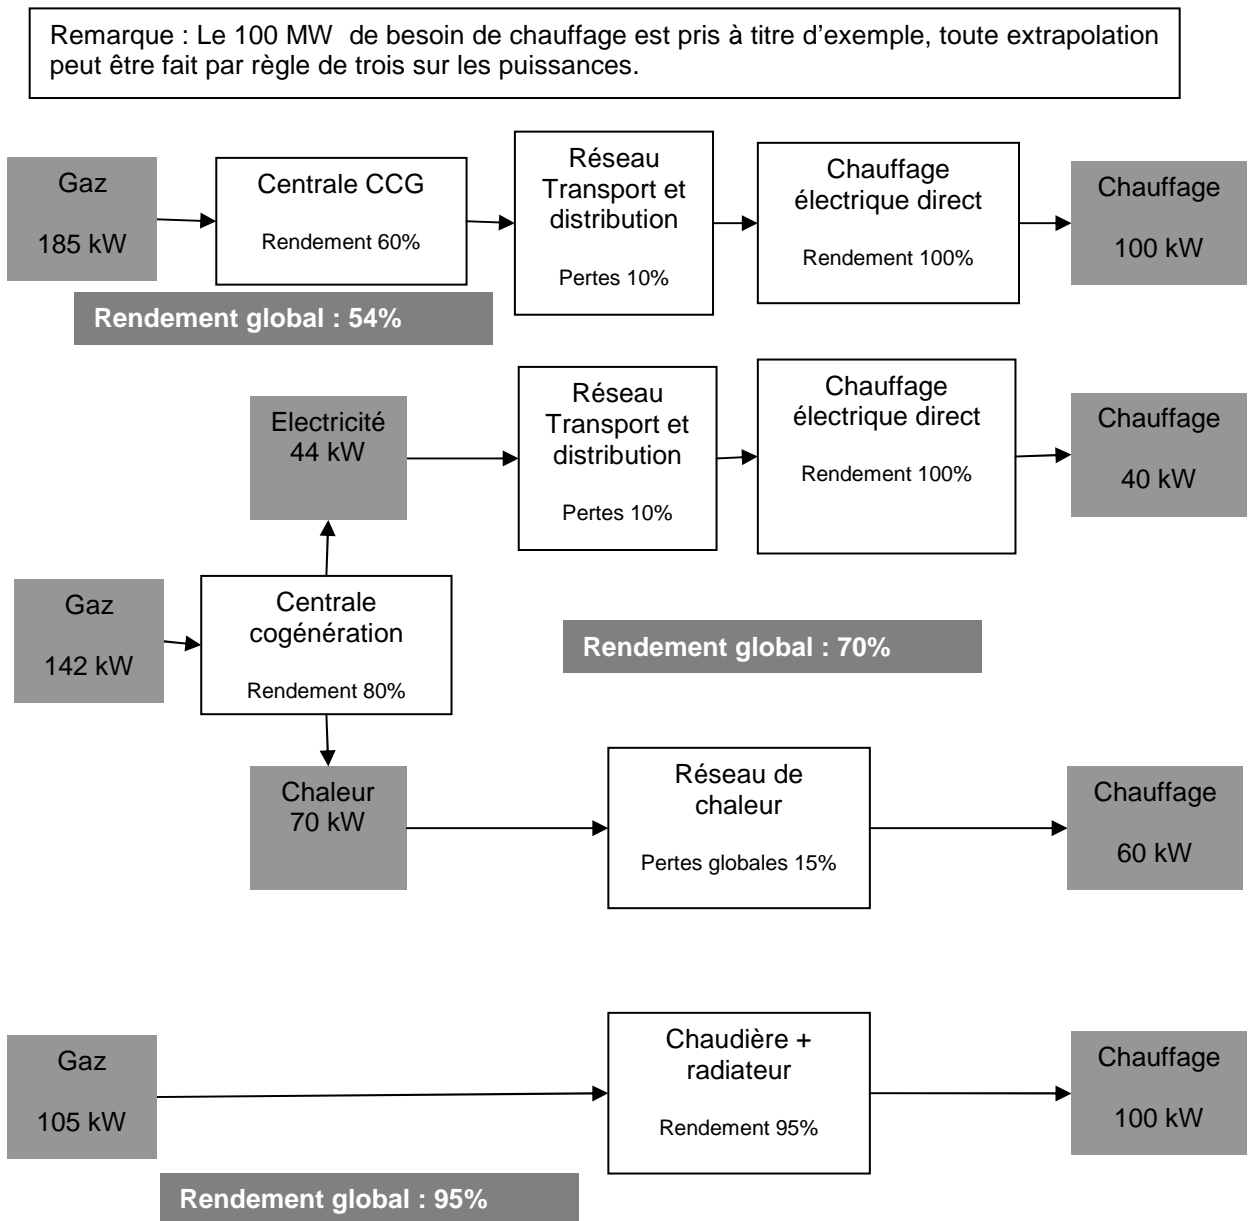 Remarque : Le 100 MW  de besoin de chauffage est pris à titre d’exemple, toute extrapolation
peut être fait par règle de trois sur les puissances.
Gaz
185 kW
Centrale CCG
Rendement 60%
Réseau
Transport et
distribution
Pertes 10%
Chauffage
électrique direct
Rendement 100%
Chauffage
100 kW
Rendement global : 54%
Electricité
44 kW
Réseau
Transport et
distribution
Pertes 10%
Chauffage
électrique direct
Rendement 100%
Chauffage
40 kW
Gaz
142 kW
Centrale
cogénération
Rendement 80%
Rendement global : 70%
Chaleur
70 kW
Réseau de
chaleur
Pertes globales 15%
Chauffage
60 kW
Gaz
105 kW
Chaudière +
radiateur
Rendement 95%
Chauffage
100 kW
Rendement global : 95%